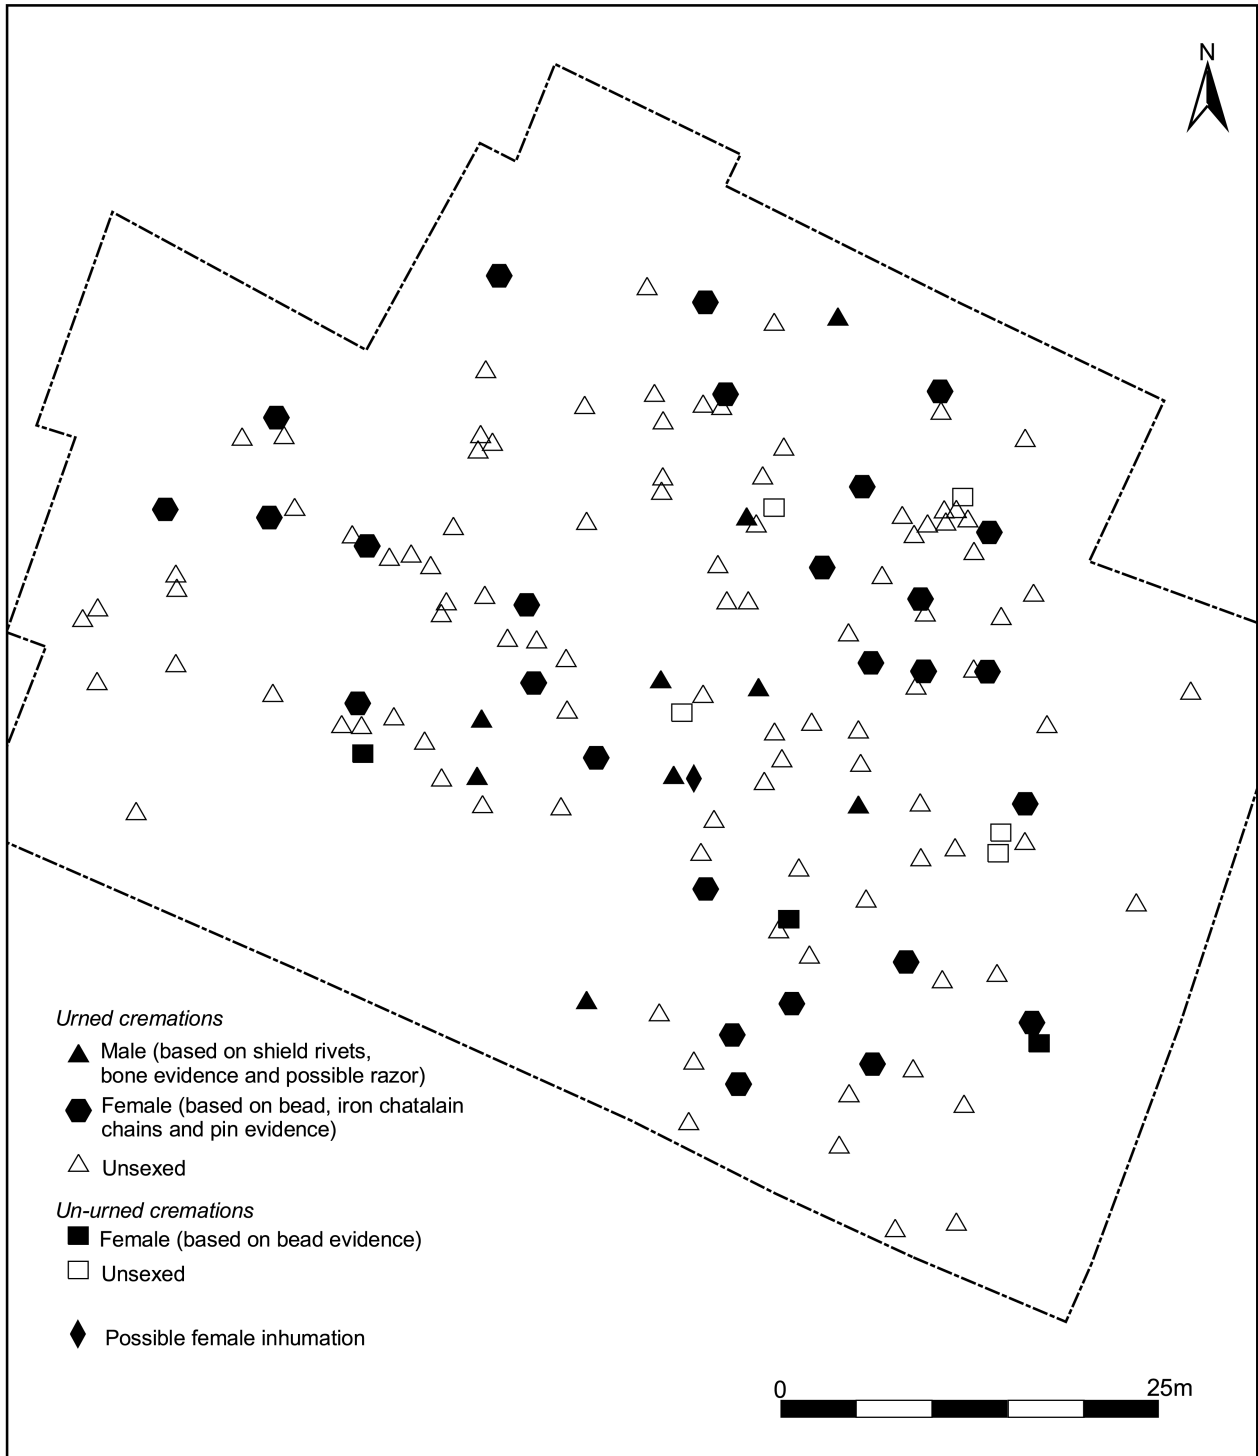 N
Urned cremations
Male (based on shield rivets,
bone evidence and possible razor)
Female (based on bead, iron chatalain
chains and pin evidence)
Unsexed
Un-urned cremations
Female (based on bead evidence)
Unsexed
Possible female inhumation
0 25m